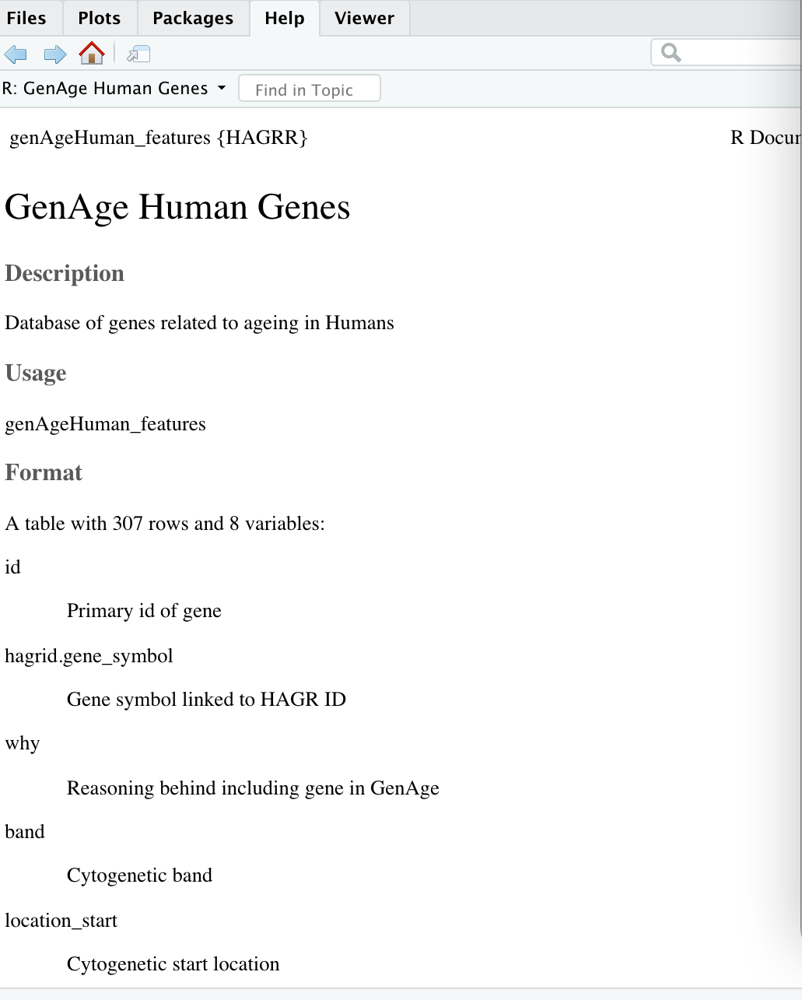 Files Plots Packages Help Viewer
R: GenAge Human Genes Find in Topic
genAgeHuman_features {HAGRR} R
GenAge Human Genes
Description
Database of genes related to ageing in Humans
Usage
genAgeHuman_features
Format
A table with 307 rows and 8 variables:
id
Primary id of gene
hagrid.gene_symbol
Gene symbol linked to HAGR ID
why
Reasoning behind including gene in GenAge
band
Cytogenetic band
location_start
Cytogenetic start location